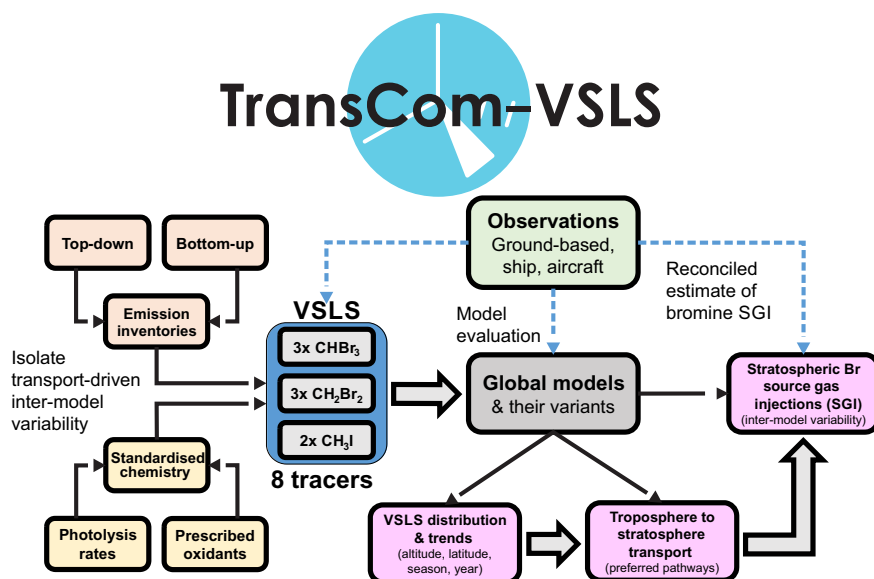 TransCom–VSLS
Top-down
Bottom-up
Emission
inventories
Isolate
transport-driven
inter-model
variability
Standardised
chemistry
Photolysis
rates
Prescribed
oxidants
VSLS
3x CHBr₃
3x CH₂Br₂
2x CH₃I
8 tracers
Observations
Ground-based,
ship, aircraft
Model
evaluation
Reconciled
estimate of
bromine SGI
Global models
& their variants
Stratospheric Br
source gas
injections (SGI)
(inter-model variability)
VSLS distribution
& trends
(altitude, latitude,
season, year)
Troposphere to
stratosphere
transport
(preferred pathways)